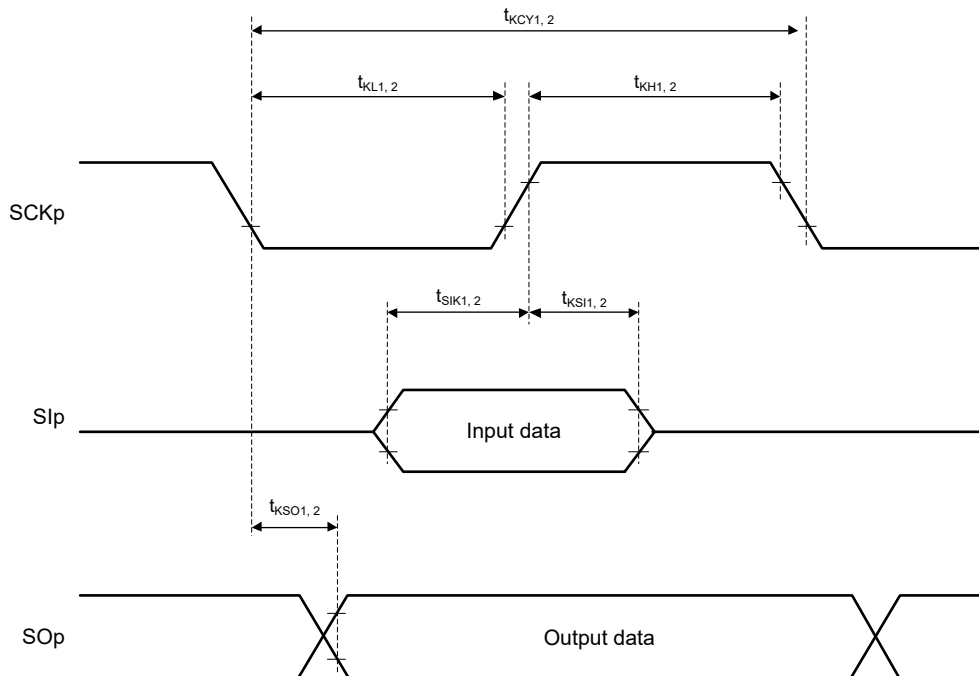 tKCY1, 2
tKL1, 2
tKH1, 2
SCKp
tSIK1, 2
tKSI1, 2
SIp
Input data
tKSO1, 2
SOp
Output data